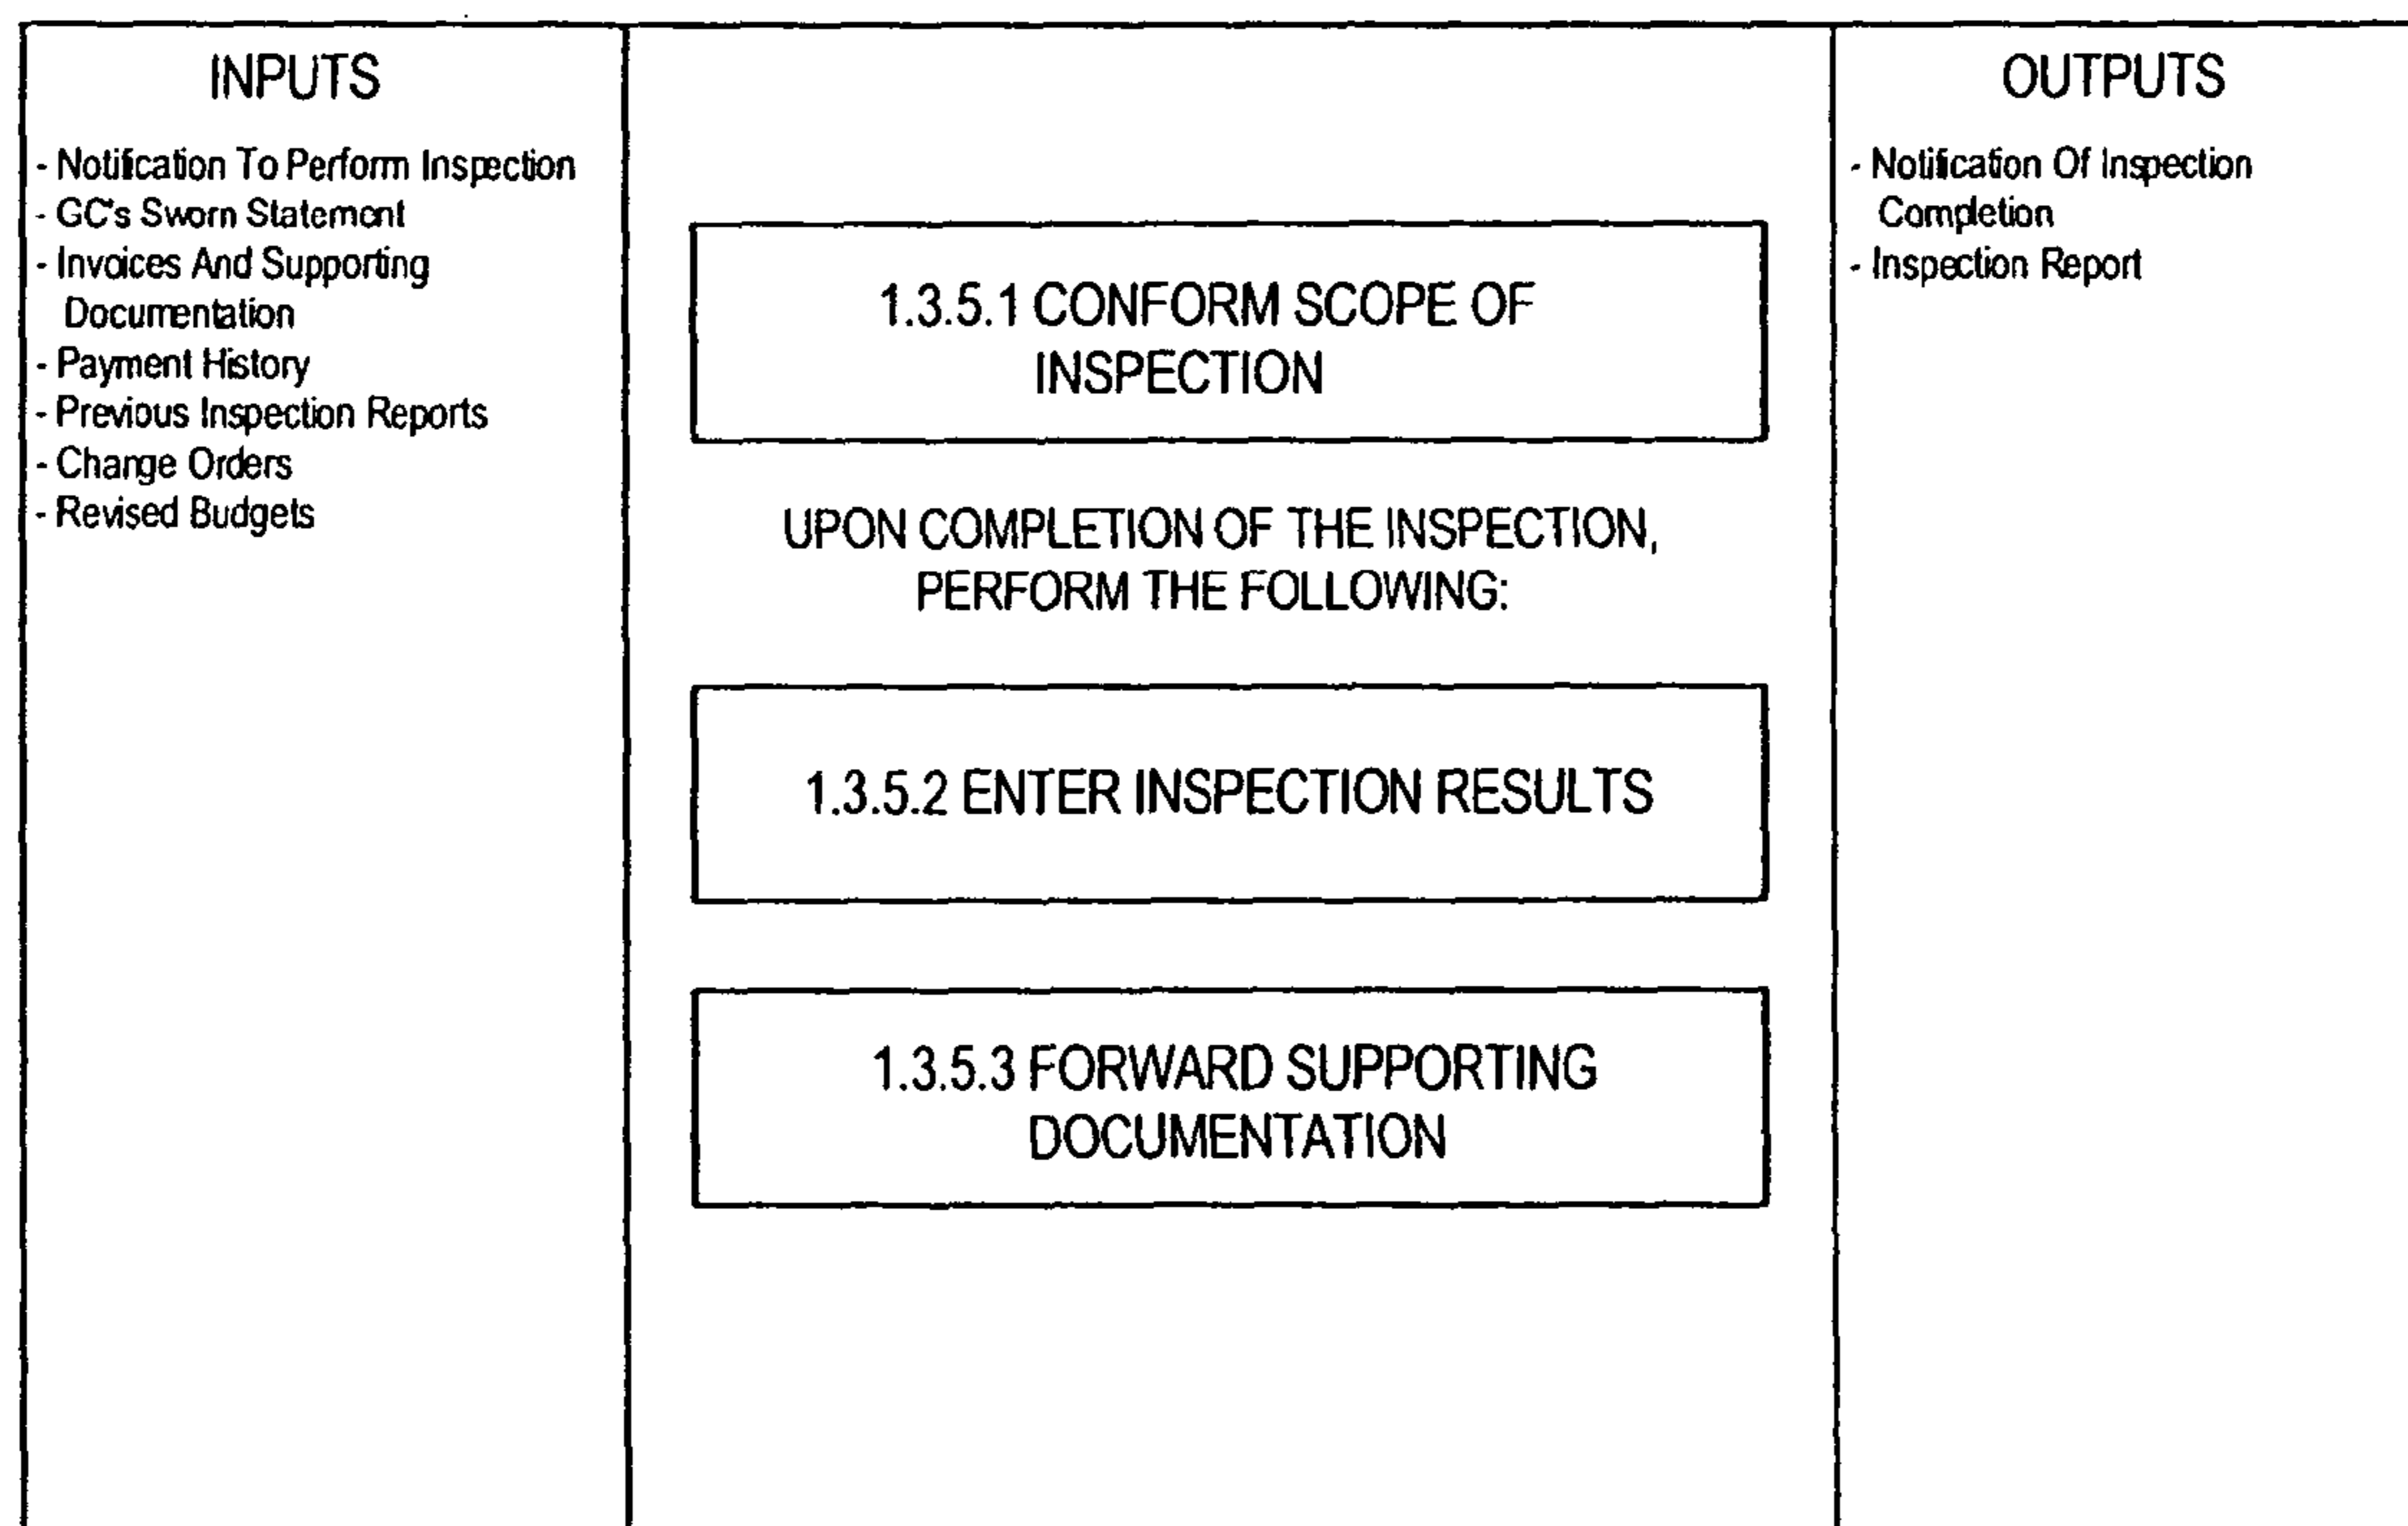 INPUTS
- Notification To Perform Inspection
- GC's Sworn Statement
- Invoices And Supporting
Documentation
- Payment History
- Previous Inspection Reports
- Change Orders
- Revised Budgets
1.3.5.1 CONFORM SCOPE OF
INSPECTION
UPON COMPLETION OF THE INSPECTION,
PERFORM THE FOLLOWING:
1.3.5.2 ENTER INSPECTION RESULTS
1.3.5.3 FORWARD SUPPORTING
DOCUMENTATION
OUTPUTS
- Notification Of Inspection
Completion
- Inspection Report